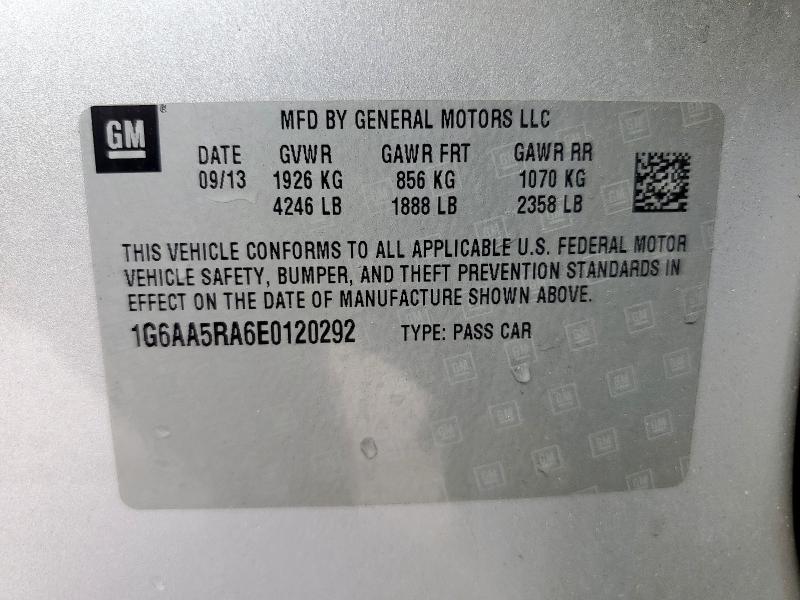 GM
MFD BY GENERAL MOTORS LLC
DATE GVWR GAWR FRT GAWR RR
09/13 1926 KG 856 KG 1070 KG
4246 LB 1888 LB 2358 LB
THIS VEHICLE CONFORMS TO ALL APPLICABLE U.S. FEDERAL MOTOR
VEHICLE SAFETY, BUMPER, AND THEFT PREVENTION STANDARDS IN
EFFECT ON THE DATE OF MANUFACTURE SHOWN ABOVE.
1G6AA5RA6E0120292 TYPE: PASS CAR